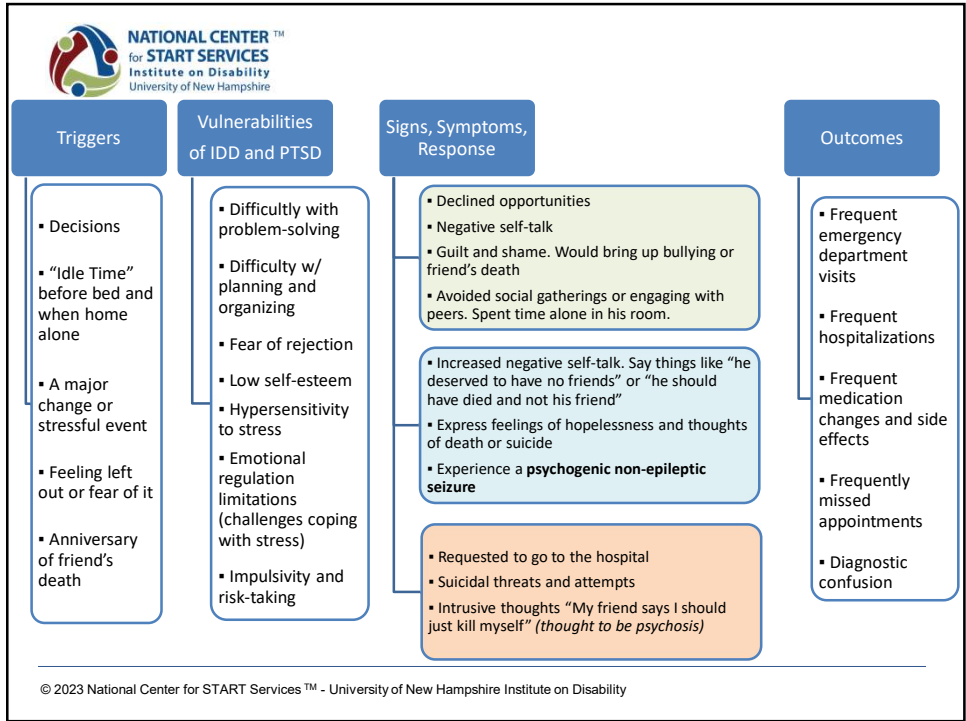 NATIONAL CENTER ™
for START SERVICES
Institute on Disability
University of New Hampshire
Triggers
▪ Decisions
▪ “Idle Time”
before bed and
when home
alone
▪ A major
change or
stressful event
▪ Feeling left
out or fear of it
▪ Anniversary
of friend’s
death
Vulnerabilities
of IDD and PTSD
▪ Difficultly with
problem-solving
▪ Difficulty w/
planning and
organizing
▪ Fear of rejection
▪ Low self-esteem
▪ Hypersensitivity
to stress
▪ Emotional
regulation
limitations
(challenges coping
with stress)
▪ Impulsivity and
risk-taking
Signs, Symptoms,
Response
▪ Declined opportunities
▪ Negative self-talk
▪ Guilt and shame. Would bring up bullying or
friend’s death
▪ Avoided social gatherings or engaging with
peers. Spent time alone in his room.
▪ Increased negative self-talk. Say things like “he
deserved to have no friends” or “he should
have died and not his friend”
▪ Express feelings of hopelessness and thoughts
of death or suicide
▪ Experience a psychogenic non-epileptic
seizure
▪ Requested to go to the hospital
▪ Suicidal threats and attempts
▪ Intrusive thoughts “My friend says I should
just kill myself” (thought to be psychosis)
Outcomes
▪ Frequent
emergency
department
visits
▪ Frequent
hospitalizations
▪ Frequent
medication
changes and side
effects
▪ Frequently
missed
appointments
▪ Diagnostic
confusion
© 2023 National Center for START Services ™ - University of New Hampshire Institute on Disability